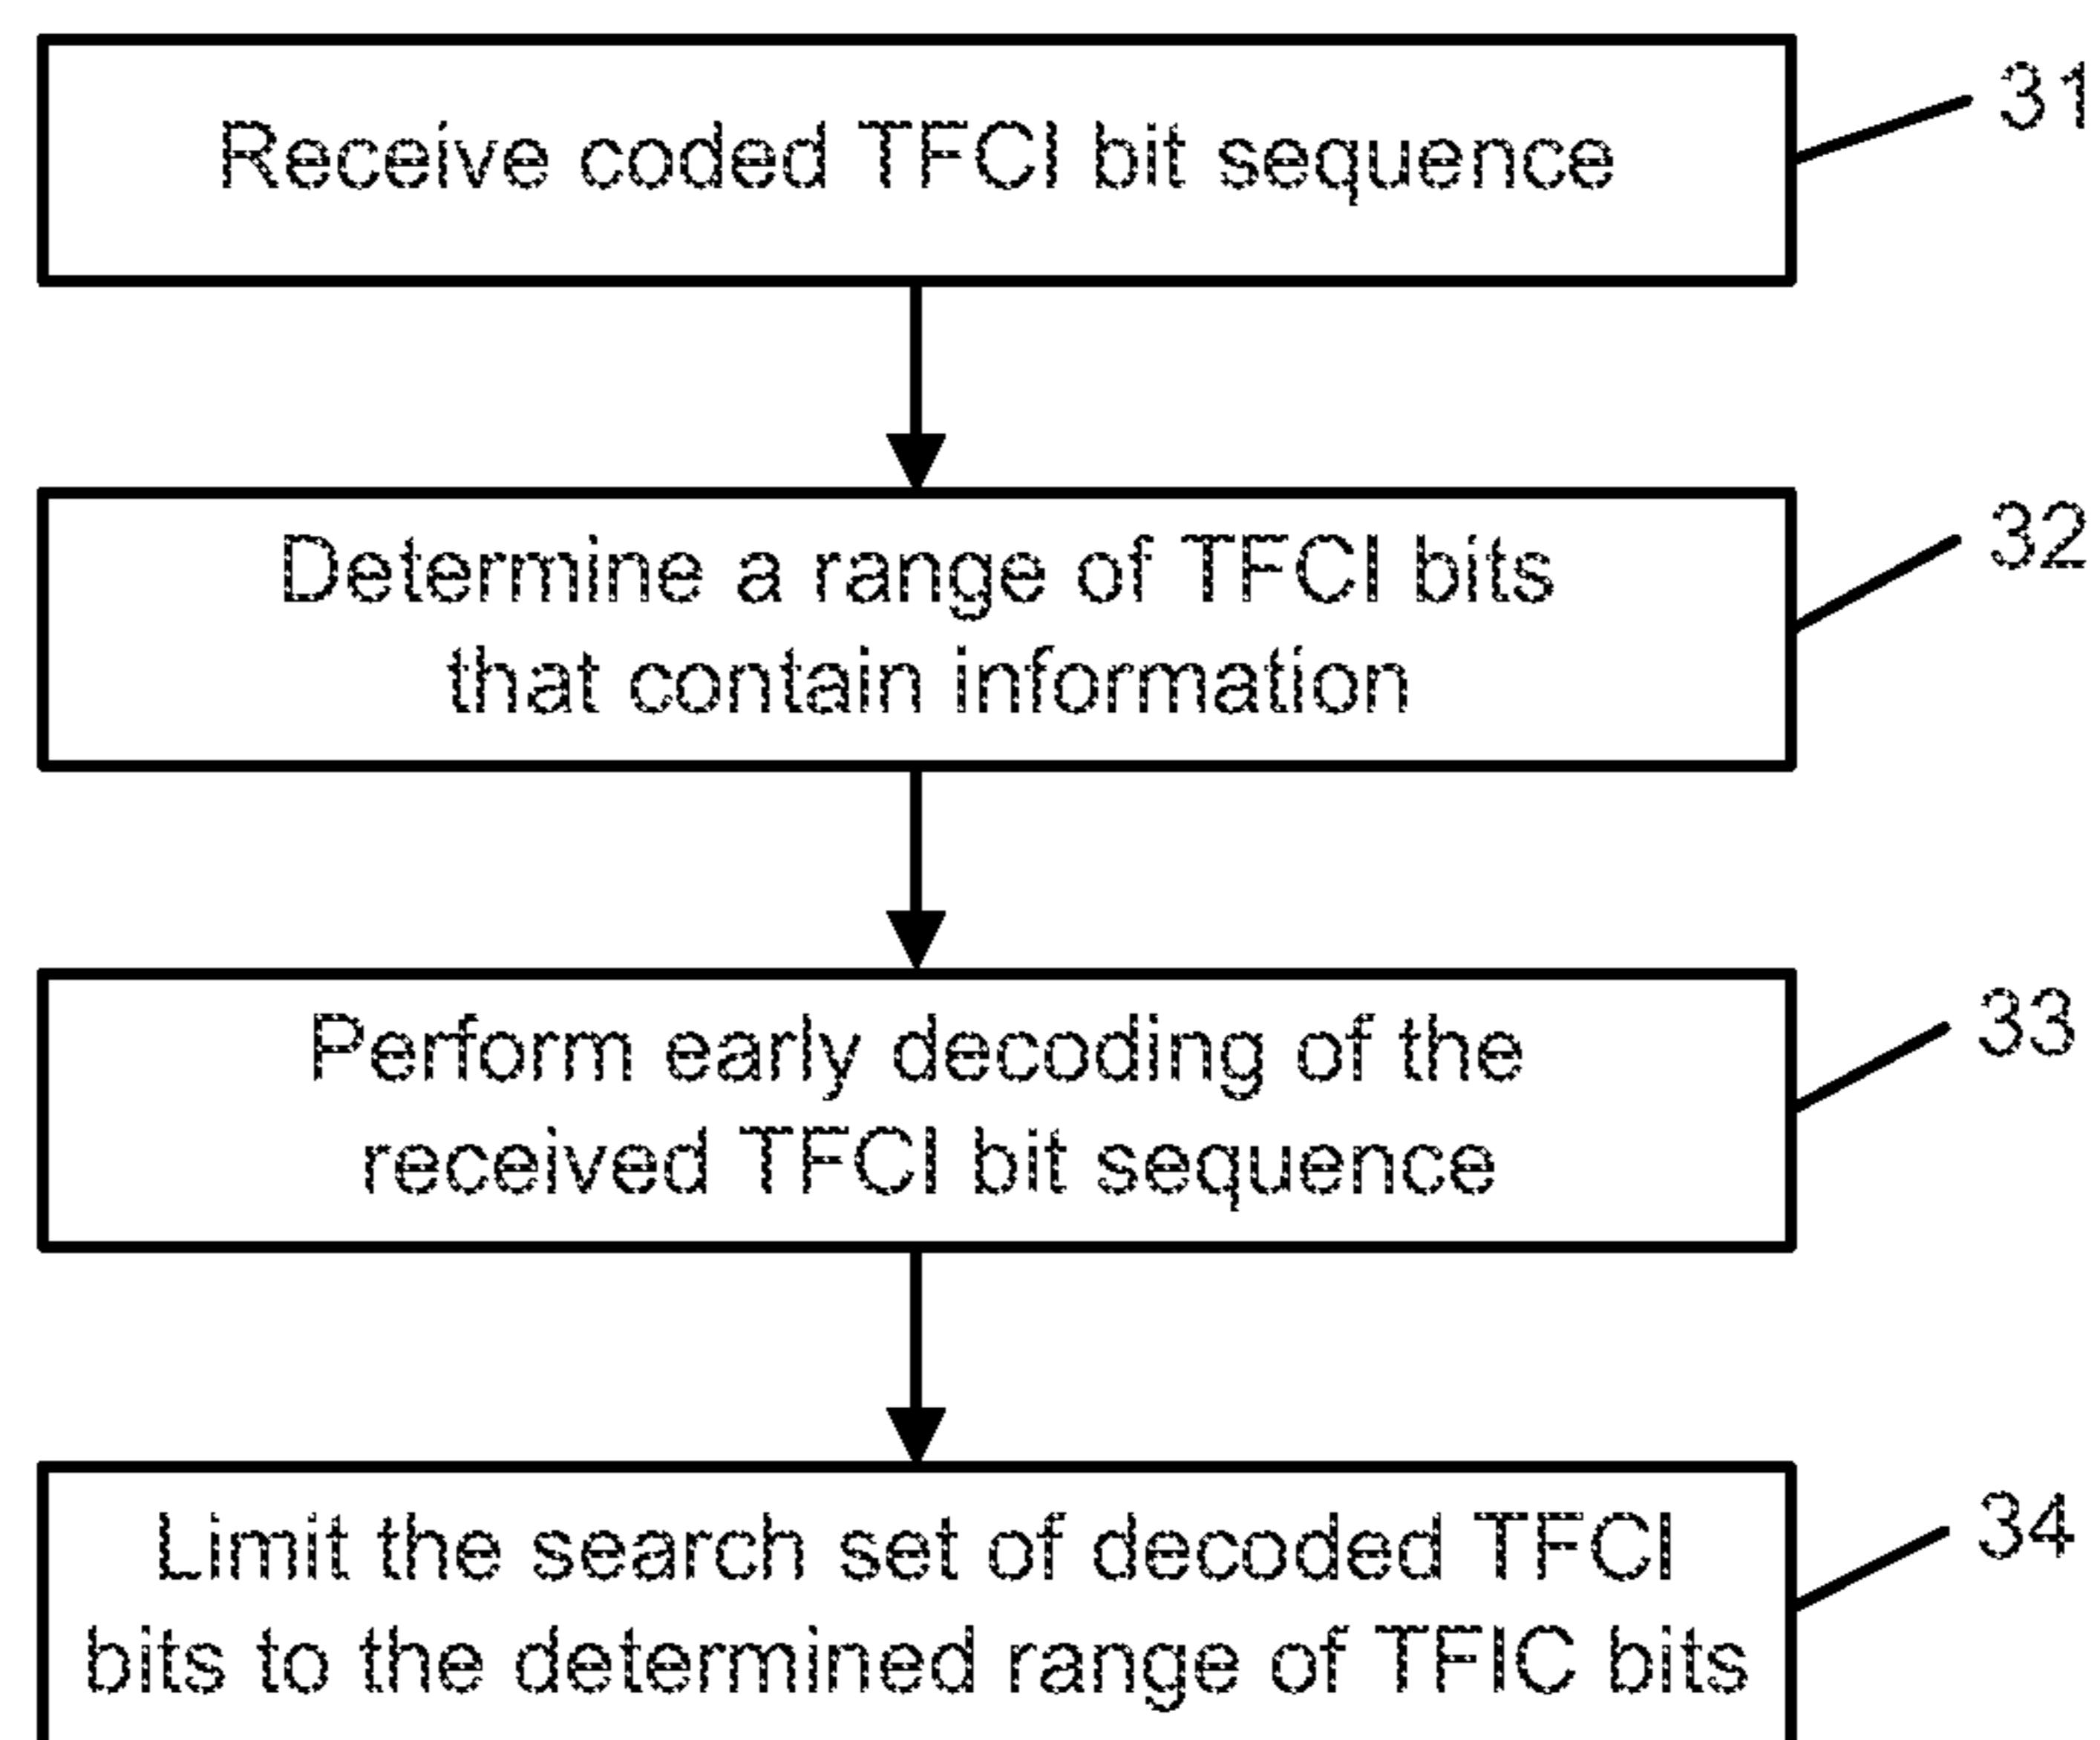 Receive coded TFCI bit sequence
31
Determine a range of TFCI bits
that contain information
32
Perform early decoding of the
received TFCI bit sequence
33
Limit the search set of decoded TFCI
bits to the determined range of TFIC bits
34